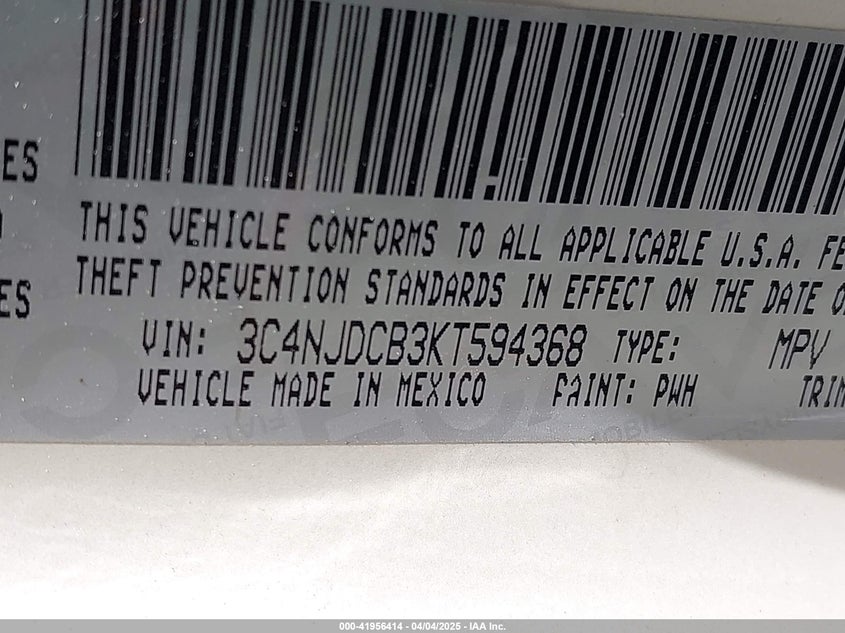 ES
THIS VEHICLE CONFORMS TO ALL APPLICABLE U.S.A. FE
THEFT PREVENTION STANDARDS IN EFFECT ON THE DATE O
ES
VIN: 3C4NJDCB3KT594368 TYPE: MPV
VEHICLE MADE IN MEXICO PAINT: PWH TRIM
000-41956414 - 04/04/2025 - IAA Inc.